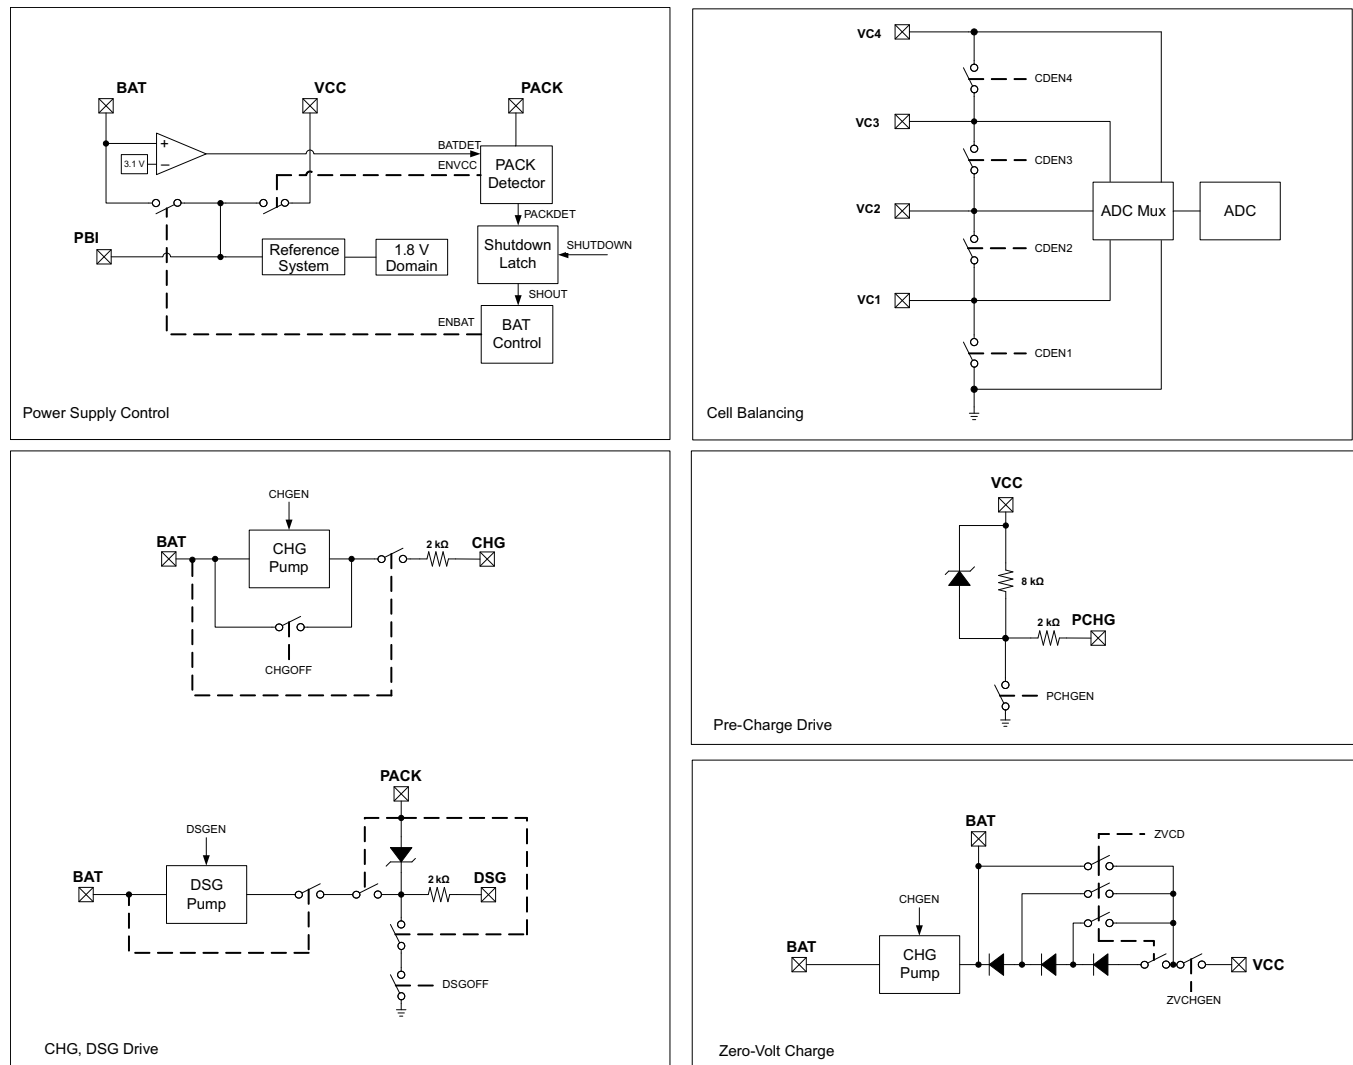 BAT
VCC
PACK
3.1 V
+
−
BATDET
ENVCC
PACK
Detector
PACKDET
PBI
Reference
System
1.8 V
Domain
Shutdown
Latch
SHUTDOWN
SHOUT
ENBAT
BAT
Control
Power Supply Control
VC4
CDEN4
VC3
CDEN3
VC2
ADC Mux
ADC
CDEN2
VC1
CDEN1
Cell Balancing
CHGEN
BAT
CHG
Pump
2 kΩ
CHG
CHGOFF
PACK
DSGEN
BAT
DSG
Pump
2 kΩ
DSG
DSGOFF
CHG, DSG Drive
VCC
8 kΩ
2 kΩ
PCHG
PCHGEN
Pre-Charge Drive
BAT
ZVCD
CHGEN
BAT
CHG
Pump
VCC
ZVCHGEN
Zero-Volt Charge